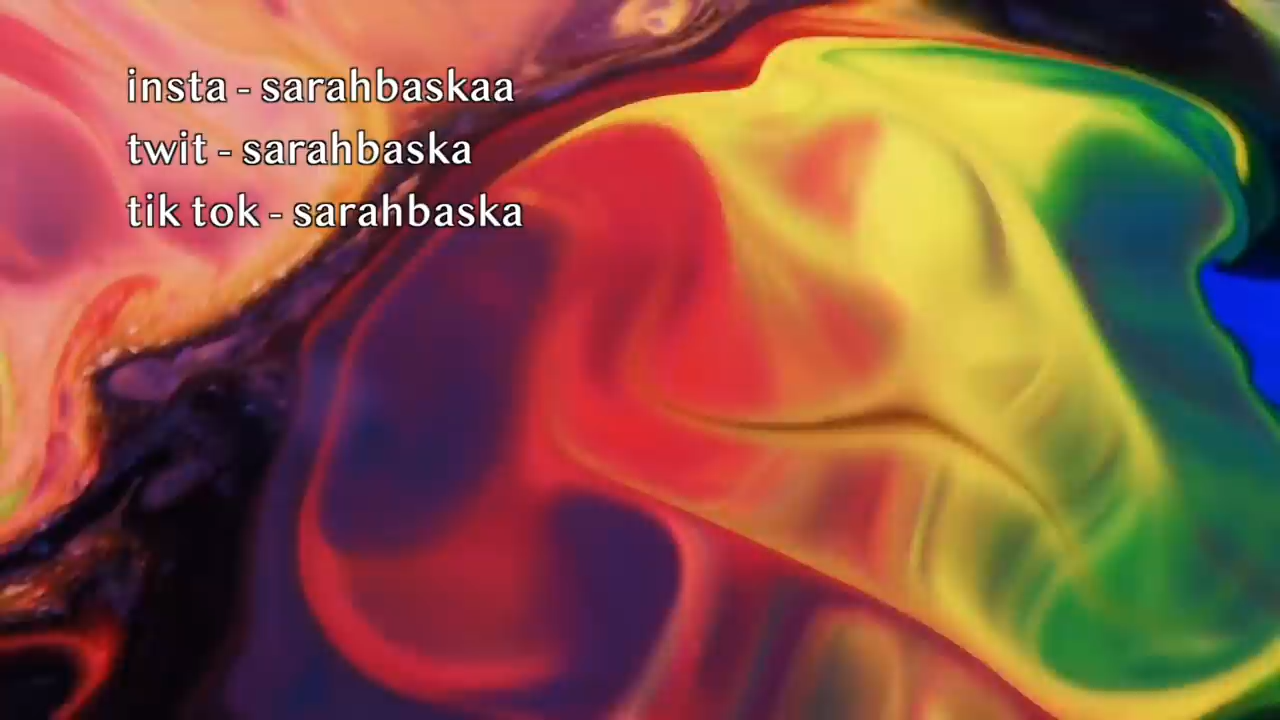 insta - sarahbaskaa
twit - sarahbaska
tik tok - sarahbaska